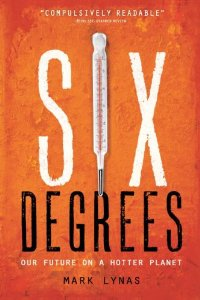 "COMPULSIVELY READABLE"
SIX
DEGREES
OUR FUTURE ON A HOTTER PLANET
MARK LYNAS